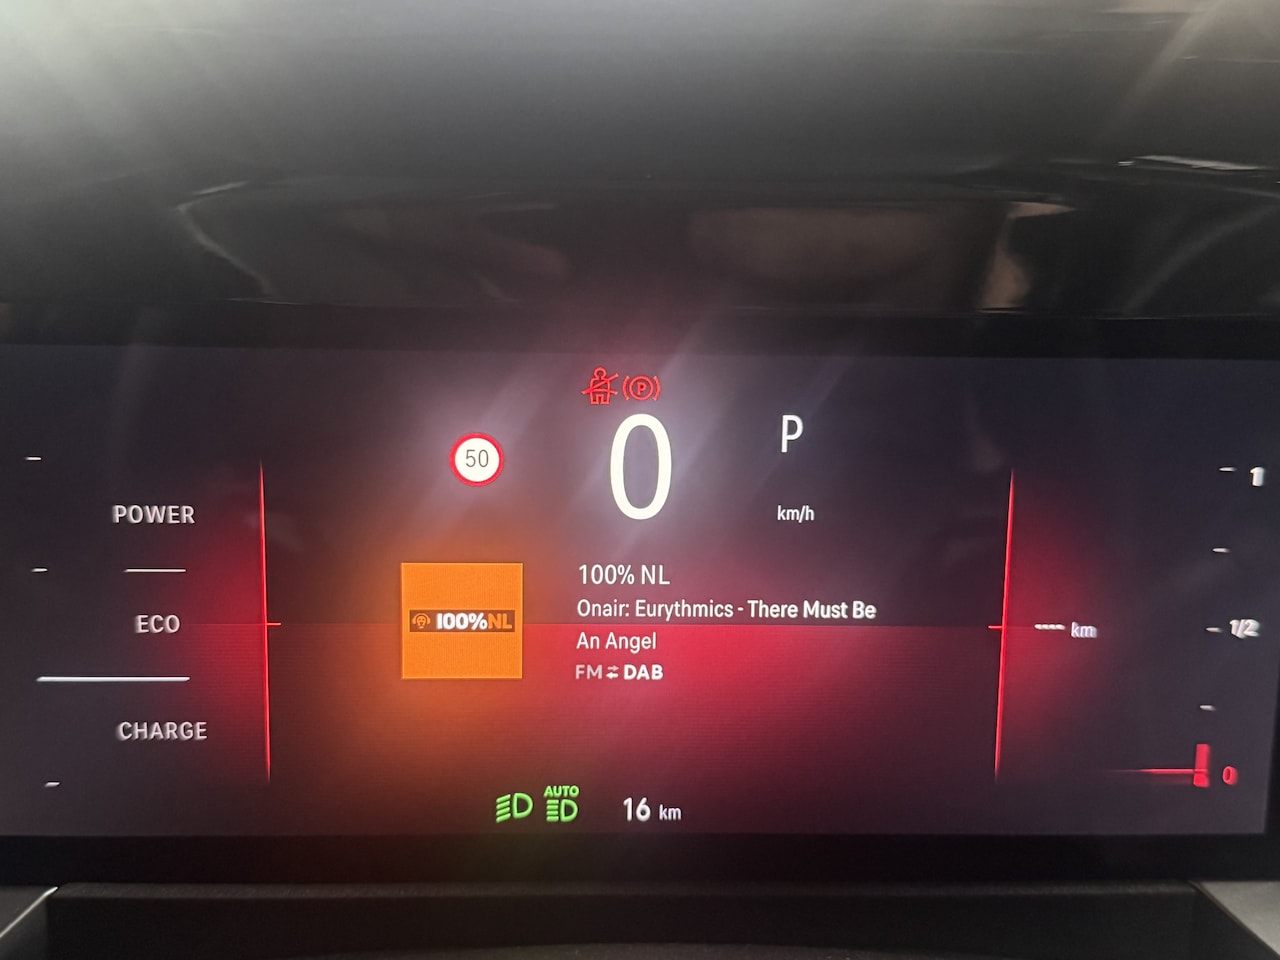 P
0
P
50
km/h
1
POWER
100% NL
Onair: Eurythmics - There Must Be
An Angel
FM DAB
100%NL
ECO
---- km
1/2
CHARGE
0
AUTO
16 km